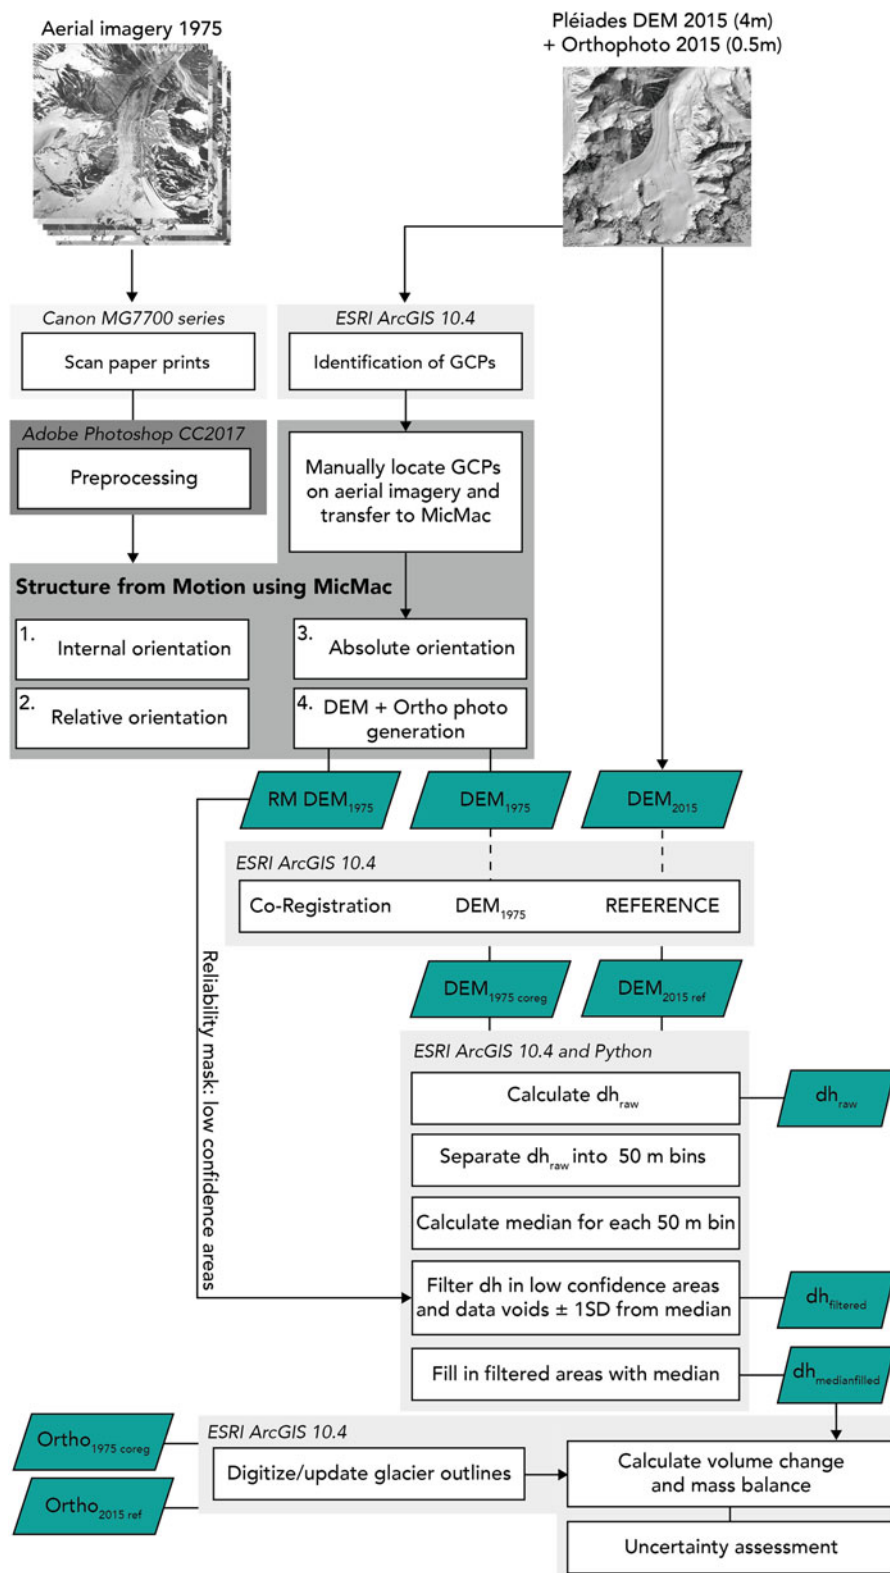 Aerial imagery 1975
Pléiades DEM 2015 (4m)
+ Orthophoto 2015 (0.5m)
Canon MG7700 series
Scan paper prints
ESRI ArcGIS 10.4
Identification of GCPs
Adobe Photoshop CC2017
Preprocessing
Manually locate GCPs
on aerial imagery and
transfer to MicMac
Structure from Motion using MicMac
1. Internal orientation
3. Absolute orientation
2. Relative orientation
4. DEM + Ortho photo
generation
RM DEM1975
DEM1975
DEM2015
ESRI ArcGIS 10.4
Co-Registration DEM1975 REFERENCE
DEM1975 coreg
DEM2015 ref
Reliability mask: low confidence areas
ESRI ArcGIS 10.4 and Python
Calculate dhraw
dhraw
Separate dhraw into 50 m bins
Calculate median for each 50 m bin
Filter dh in low confidence areas
and data voids ± 1SD from median
dhfiltered
Fill in filtered areas with median
dhmedianfilled
Ortho1975 coreg
Ortho2015 ref
ESRI ArcGIS 10.4
Digitize/update glacier outlines
Calculate volume change
and mass balance
Uncertainty assessment